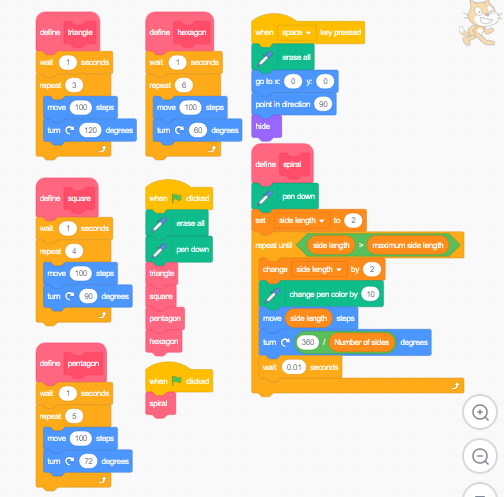 define triangle
wait 1 seconds
repeat 3
move 100 steps
turn 120 degrees
define square
wait 1 seconds
repeat 4
move 100 steps
turn 90 degrees
define pentagon
wait 1 seconds
repeat 5
move 100 steps
turn 72 degrees
define hexagon
wait 1 seconds
repeat 6
move 100 steps
turn 60 degrees
when clicked
erase all
pen down
triangle
square
pentagon
hexagon
when clicked
spiral
when space key pressed
erase all
go to x: 0 y: 0
point in direction 90
hide
define spiral
pen down
set side length to 2
repeat until side length > maximum side length
change side length by 2
change pen color by 10
move side length steps
turn 360 / Number of sides degrees
wait 0.01 seconds